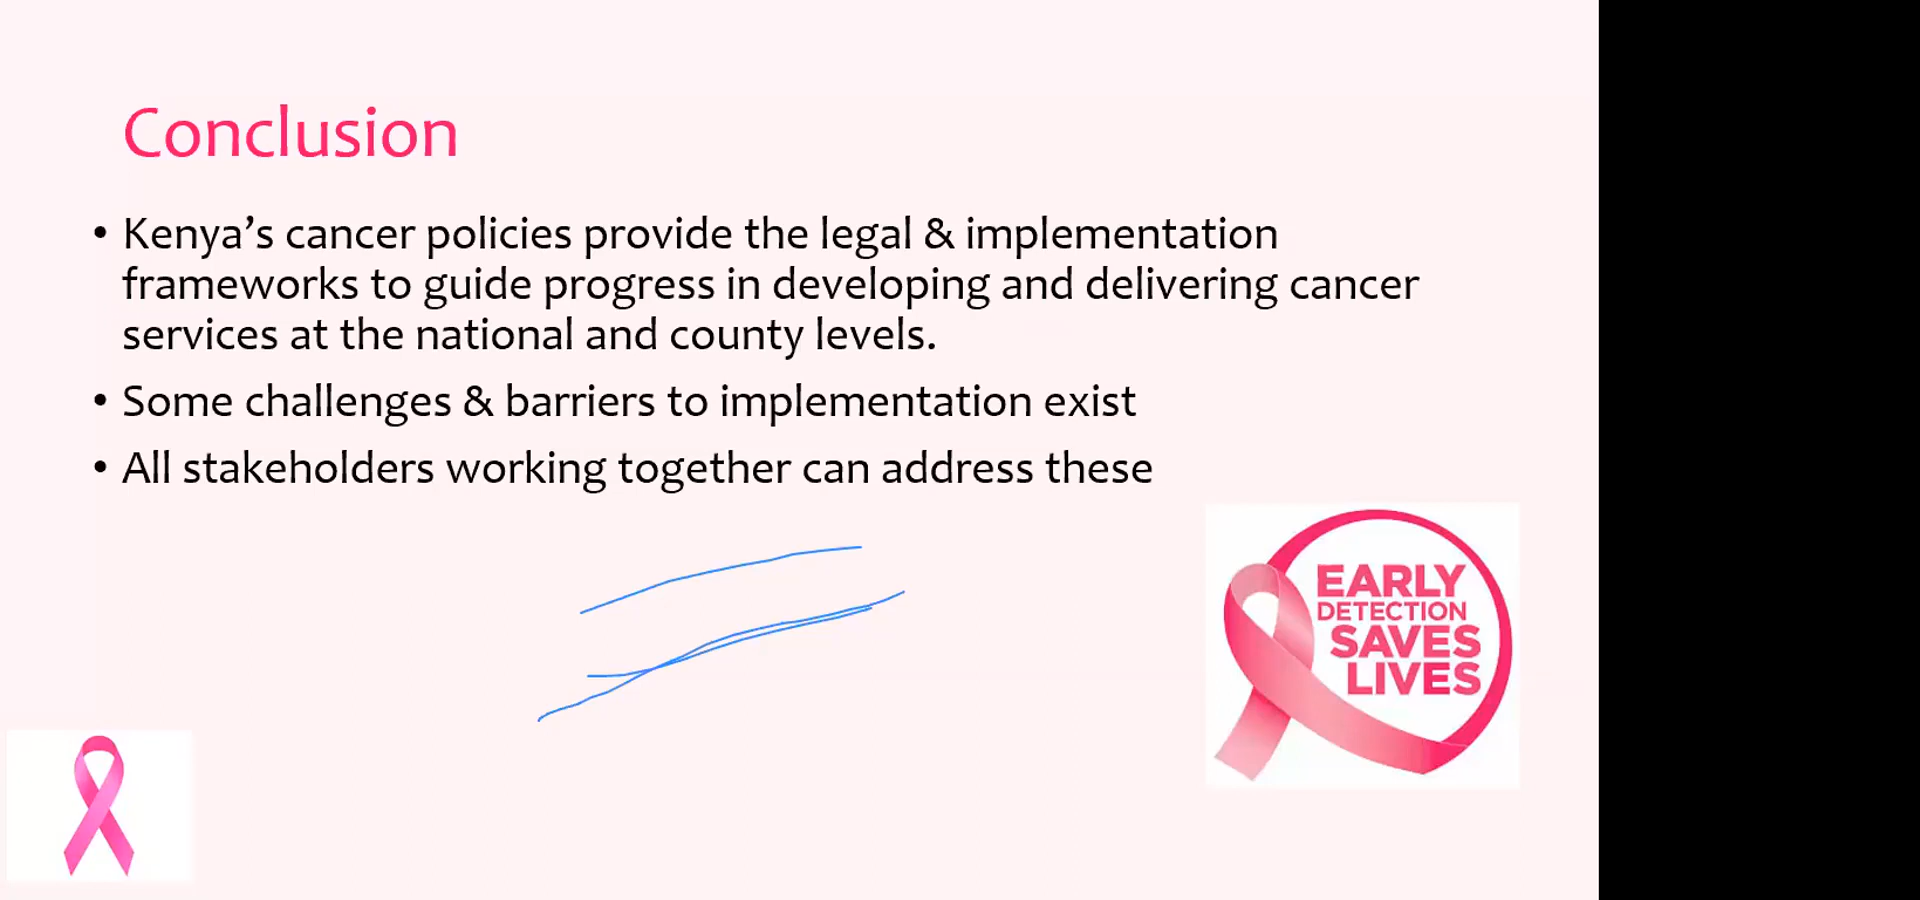 Conclusion
• Kenya’s cancer policies provide the legal & implementation
frameworks to guide progress in developing and delivering cancer
services at the national and county levels.
• Some challenges & barriers to implementation exist
• All stakeholders working together can address these
EARLY
DETECTION
SAVES
LIVES